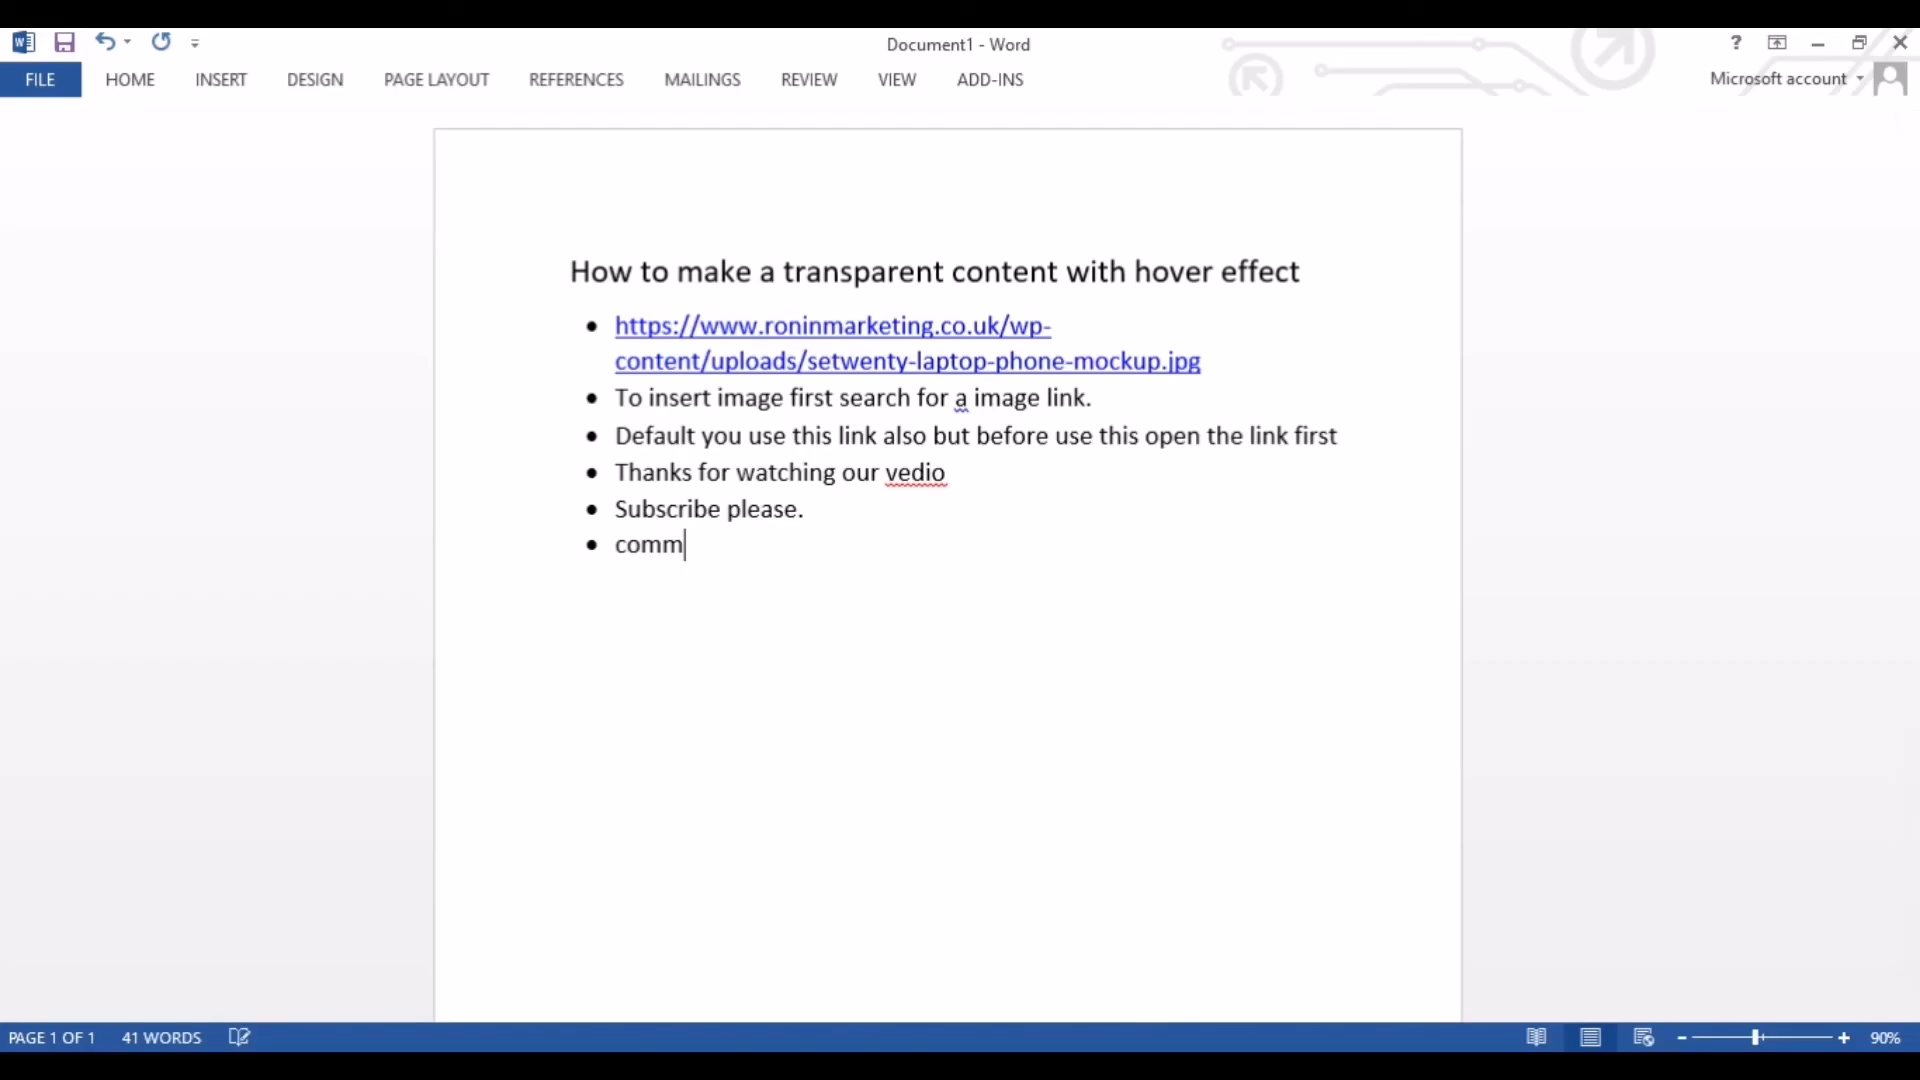 Document1 - Word
?
FILE HOME INSERT DESIGN PAGE LAYOUT REFERENCES MAILINGS REVIEW VIEW ADD-INS Microsoft account
How to make a transparent content with hover effect
• https://www.roninmarketing.co.uk/wp-
content/uploads/setwenty-laptop-phone-mockup.jpg
• To insert image first search for a image link.
• Default you use this link also but before use this open the link first
• Thanks for watching our vedio
• Subscribe please.
• comm
PAGE 1 OF 1 41 WORDS 90%